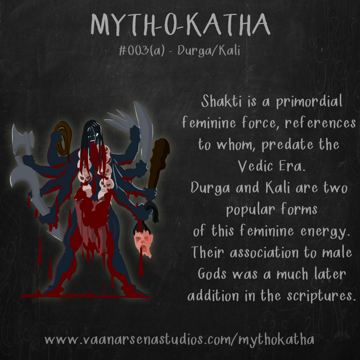 MYTH-O-KATHA
#003(a) - Durga/Kali
Shakti is a primordial
feminine force, references
to whom, predate the
Vedic Era.
Durga and Kali are two
popular forms
of this feminine energy.
Their association to male
Gods was a much later
addition in the scriptures.
www.vaanarsenastudios.com/mythokatha